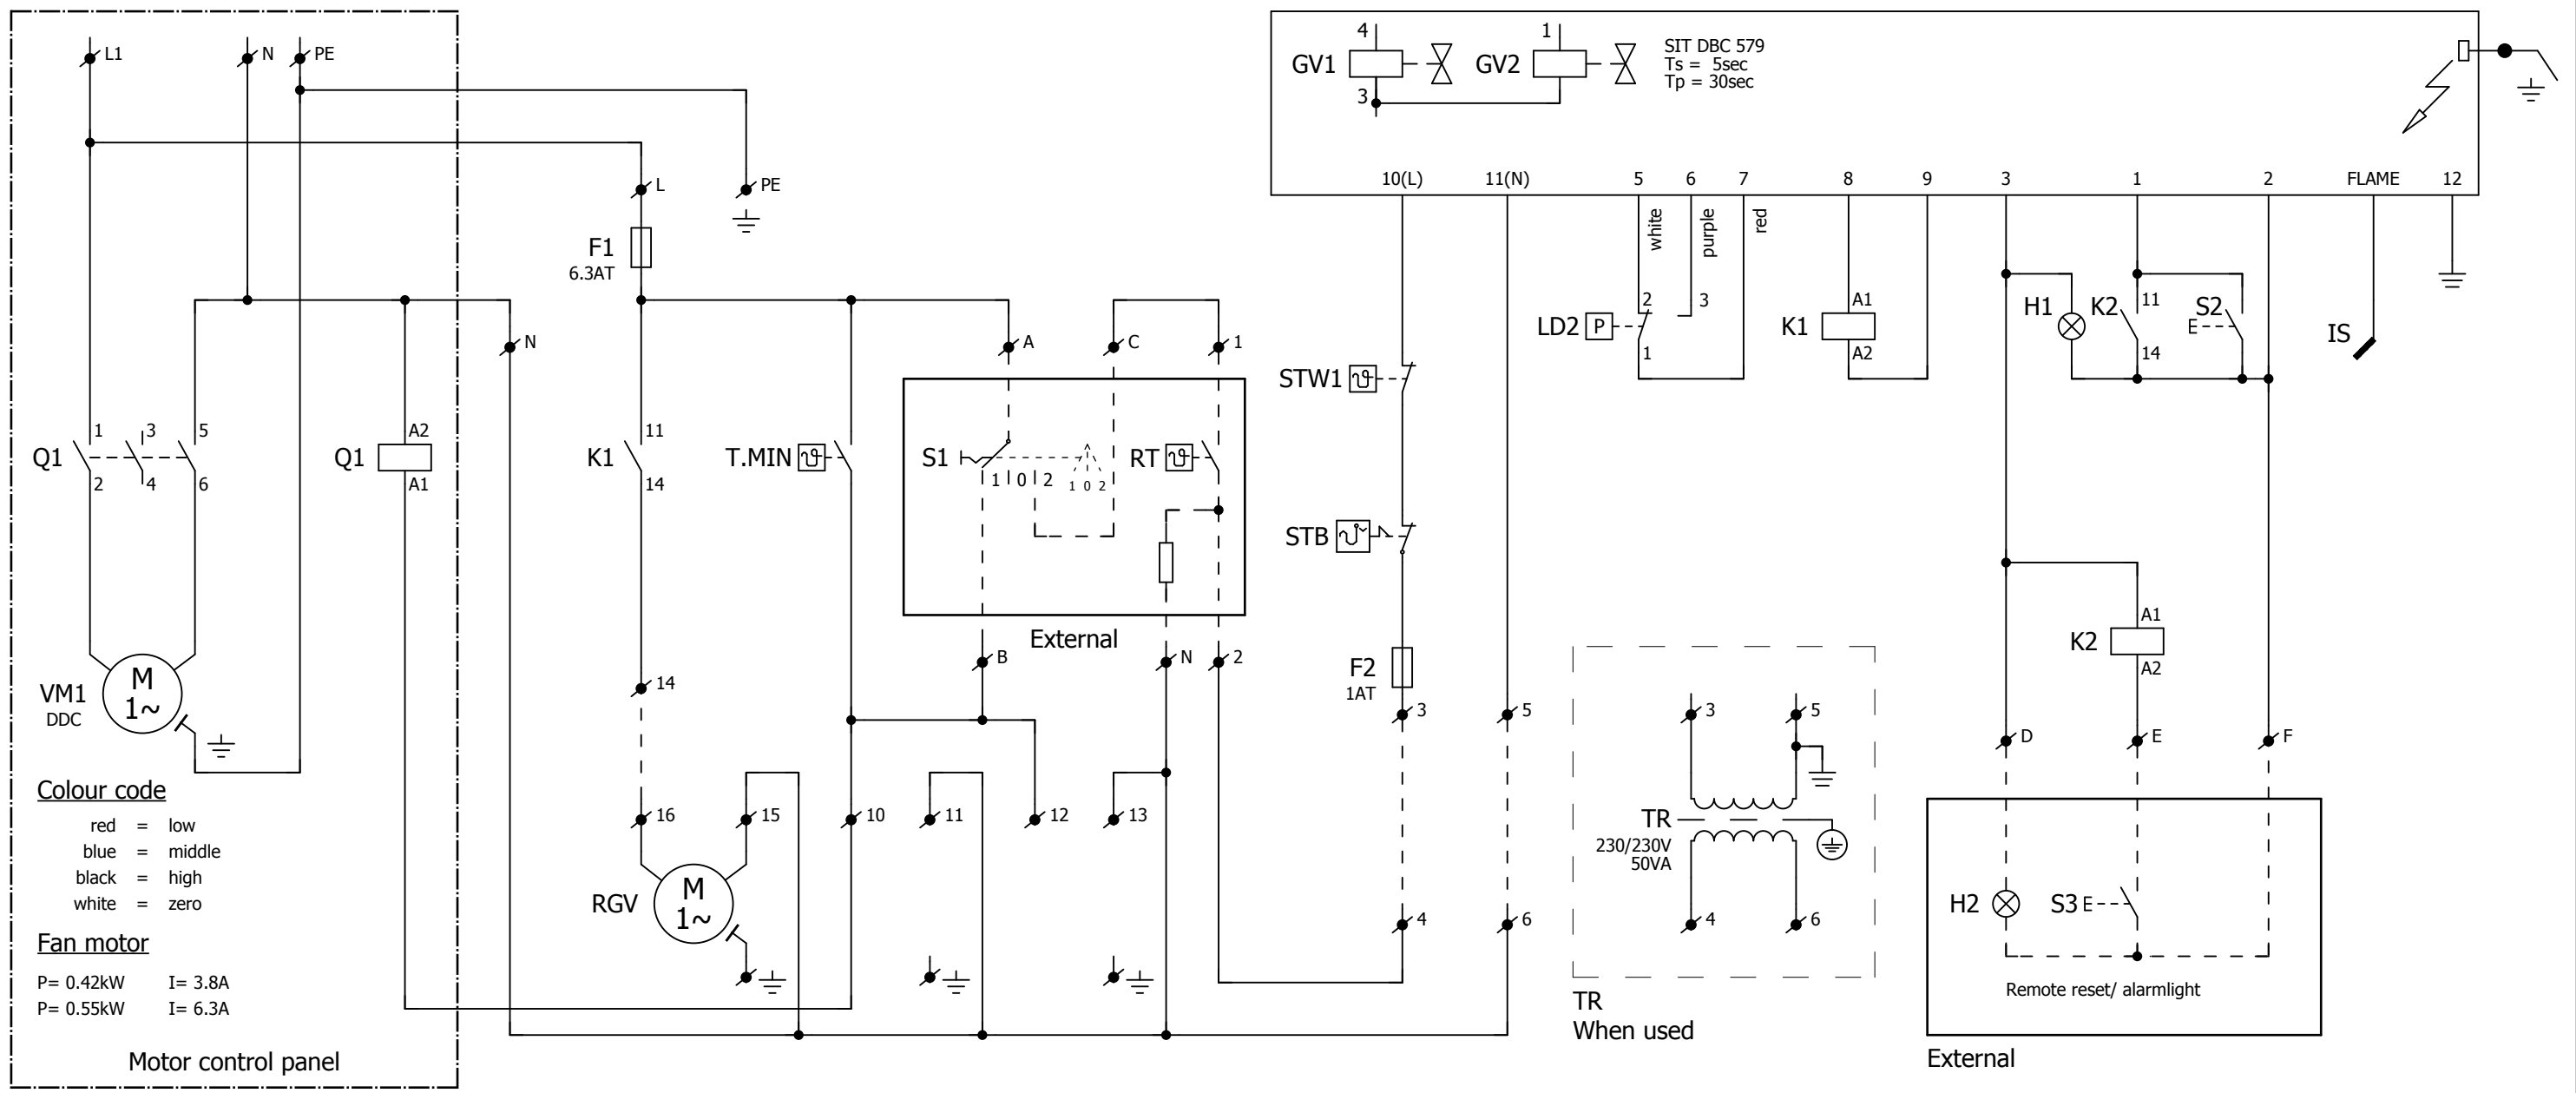 L1
N
PE
L
PE
F1
6.3AT
N
A
C
1
Q1
1
3
5
2
4
6
Q1
A2
A1
K1
11
14
T.MIN
S1
1 0 2
1 0 2
RT
External
B
N
2
VM1
DDC
M
1~
14
16
15
10
11
12
13
RGV
M
1~
Colour code
red = low
blue = middle
black = high
white = zero
Fan motor
P= 0.42kW I= 3.8A
P= 0.55kW I= 6.3A
Motor control panel
GV1
4
3
GV2
1
SIT DBC 579
Ts = 5sec
Tp = 30sec
10(L)
11(N)
5
6
7
8
9
3
1
2
FLAME
12
white
purple
red
STW1
STB
F2
1AT
3
5
4
6
LD2
P
2
3
1
K1
A1
A2
H1
K2
11
14
S2
E
IS
K2
A1
A2
D
E
F
3
5
TR
230/230V
50VA
4
6
TR
When used
H2
S3
E
Remote reset/ alarmlight
External